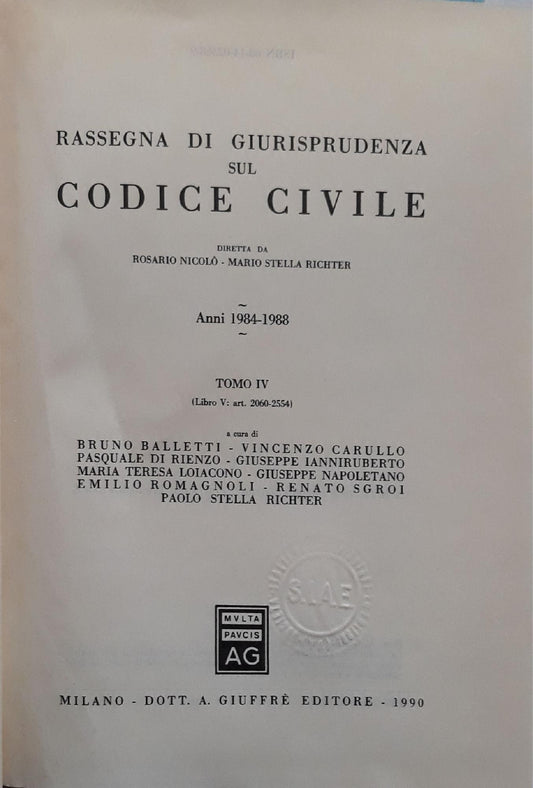 RASSEGNA DI GIURISPRUDENZA
SUL
CODICE CIVILE
DIRETTA DA
ROSARIO NICOLÒ - MARIO STELLA RICHTER
~
Anni 1984-1988
~
TOMO IV
(Libro V: art. 2060-2554)
a cura di
BRUNO BALLETTI - VINCENZO CARULLO
PASQUALE DI RIENZO - GIUSEPPE IANNIRUBERTO
MARIA TERESA LOIACONO - GIUSEPPE NAPOLETANO
EMILIO ROMAGNOLI - RENATO SGROI
PAOLO STELLA RICHTER
S.I.A.E
MVLTA
PAVCIS
AG
MILANO - DOTT. A. GIUFFRÈ EDITORE - 1990